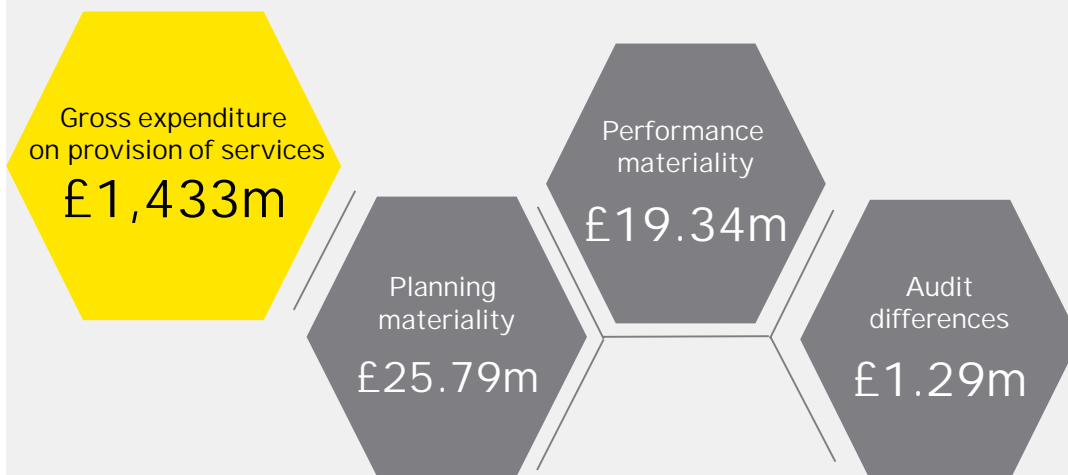 Gross expenditure
on provision of services
£1,433m
Planning
materiality
£25.79m
Performance
materiality
£19.34m
Audit
differences
£1.29m